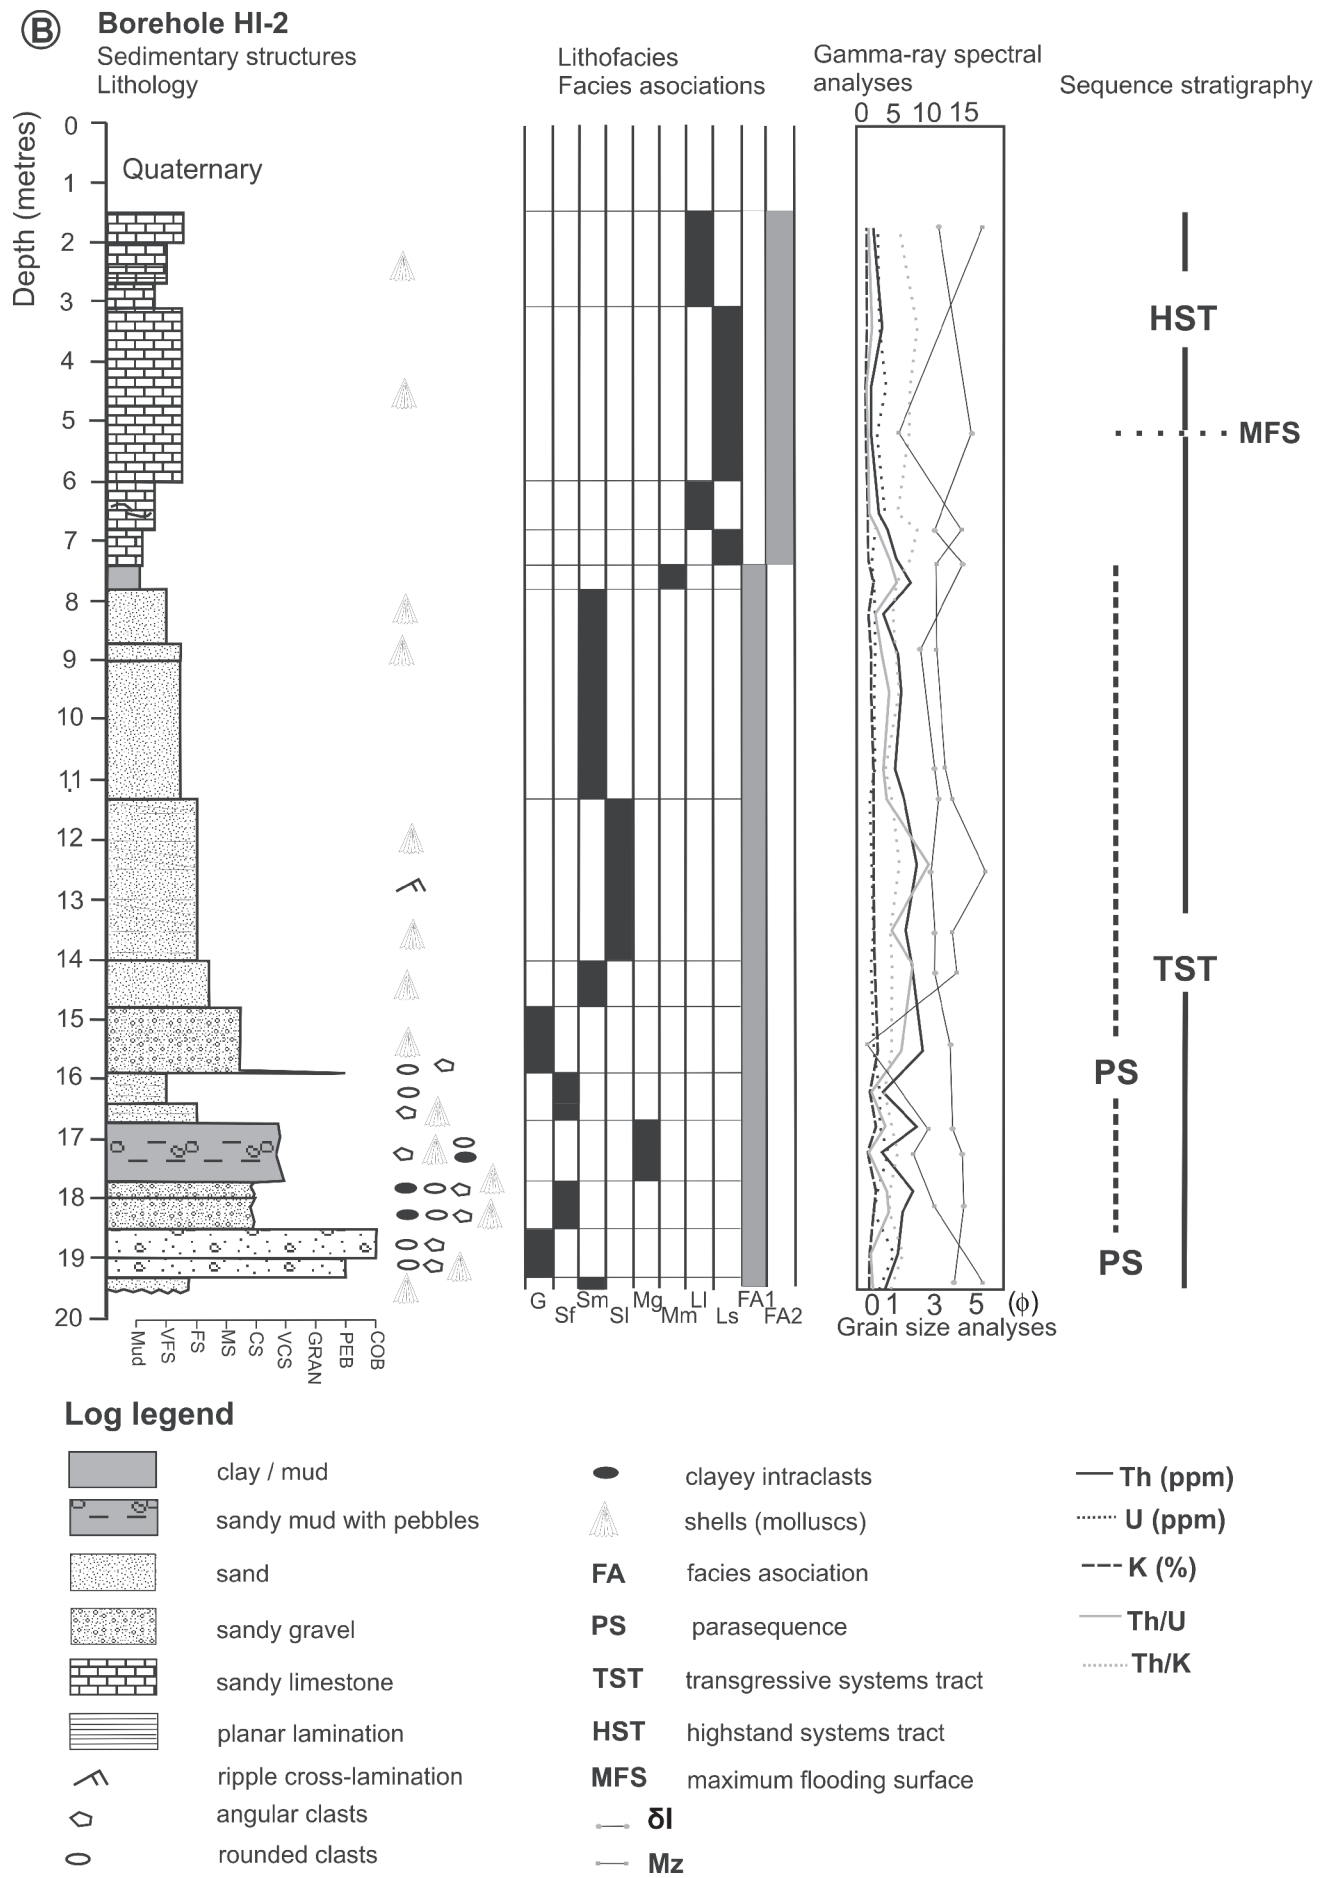 B Borehole HI-2
Sedimentary structures
Lithology
Lithofacies
Facies asociations
Gamma-ray spectral
analyses
Sequence stratigraphy
0 5 10 15
Depth (metres)
0
Quaternary
1
2
3
HST
4
5
MFS
6
7
8
9
10
11
12
13
14
TST
15
16
PS
17
18
19
PS
20
Mud VFS FS MS CS VCS GRAN PEB COB
G Sf Sm Sl Mg Mm Ll Ls FA1 FA2
0 1 3 5 (ϕ)
Grain size analyses
Log legend
clay / mud
sandy mud with pebbles
sand
sandy gravel
sandy limestone
planar lamination
ripple cross-lamination
angular clasts
rounded clasts
clayey intraclasts
shells (molluscs)
FA facies asociation
PS parasequence
TST transgressive systems tract
HST highstand systems tract
MFS maximum flooding surface
δI
Mz
Th (ppm)
U (ppm)
K (%)
Th/U
Th/K